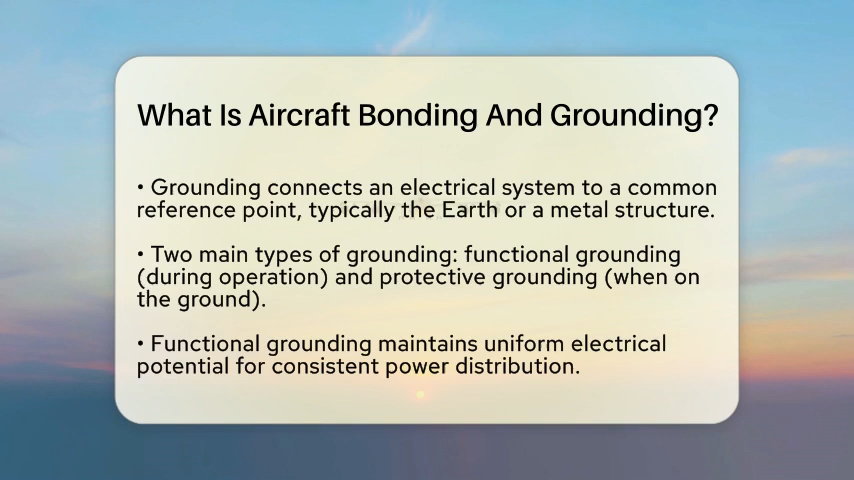 What Is Aircraft Bonding And Grounding?
• Grounding connects an electrical system to a common
reference point, typically the Earth or a metal structure.
• Two main types of grounding: functional grounding
(during operation) and protective grounding (when on
the ground).
• Functional grounding maintains uniform electrical
potential for consistent power distribution.